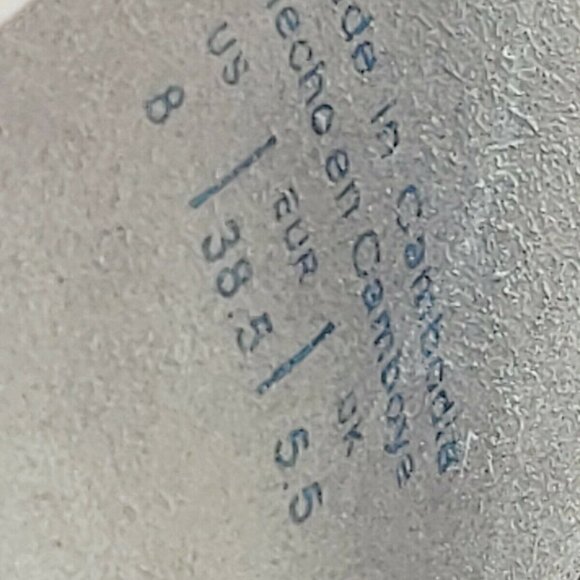 de in Cambodia
echo en Camboya
US | EUR | UK
8 | 38.5 | 5.5